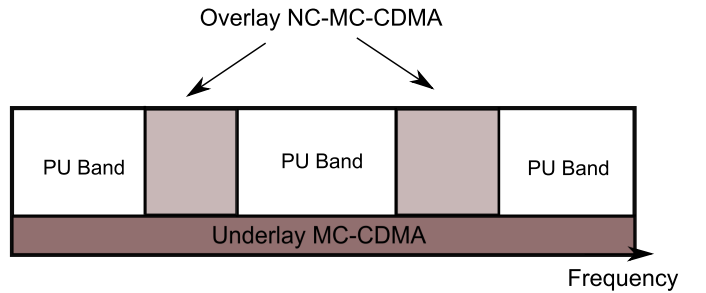 Overlay NC-MC-CDMA
PU Band
PU Band
PU Band
Underlay MC-CDMA
Frequency